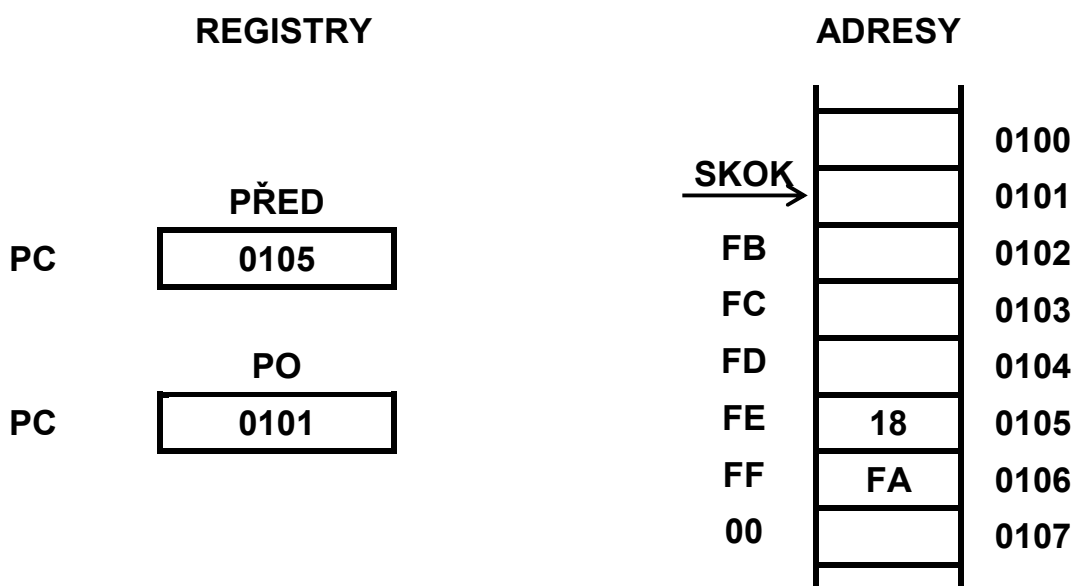 REGISTRY
ADRESY
0100
SKOK
0101
PŘED
PC 0105
FB 0102
FC 0103
PO
FD 0104
PC 0101
FE 18 0105
FF FA 0106
00 0107